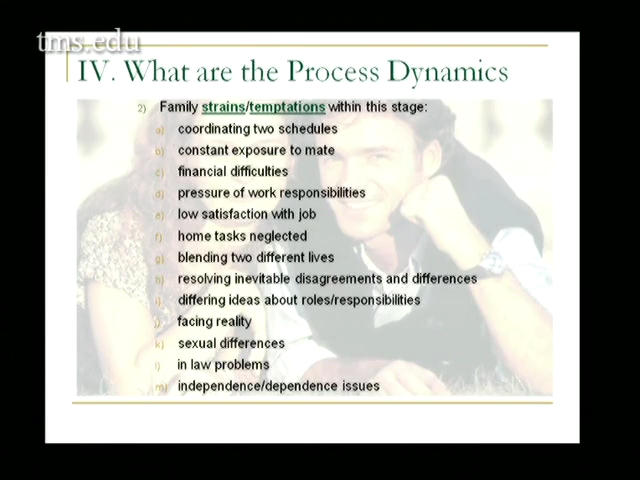 tms.edu
IV. What are the Process Dynamics
2) Family strains/temptations within this stage:
a) coordinating two schedules
b) constant exposure to mate
c) financial difficulties
d) pressure of work responsibilities
e) low satisfaction with job
f) home tasks neglected
g) blending two different lives
h) resolving inevitable disagreements and differences
i) differing ideas about roles/responsibilities
j) facing reality
k) sexual differences
l) in law problems
m) independence/dependence issues